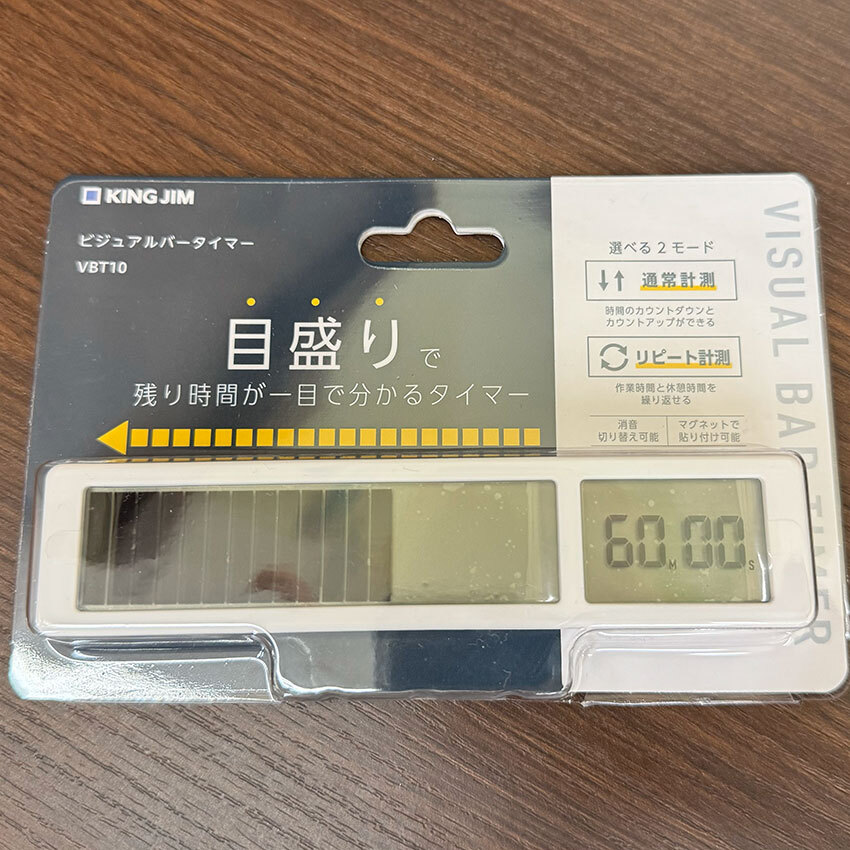 KING JIM
ビジュアルバータイマー
VBT10
目盛りで
残り時間が一目で分かるタイマー
選べる2モード
通常計測
時間のカウントダウンと
カウントアップができる
リピート計測
作業時間と休憩時間を
繰り返せる
消音
切り替え可能
マグネットで
貼り付け可能
VISUAL BAR TIMER
60M00S